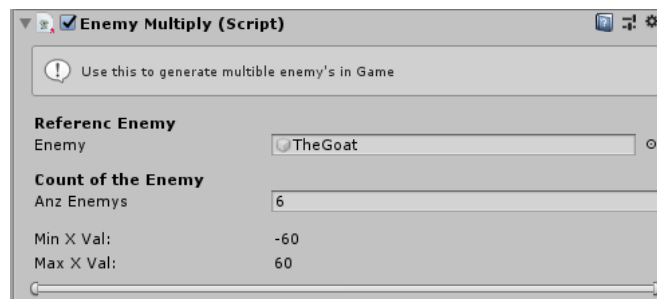 Enemy Multiply (Script)
Use this to generate multible enemy's in Game
Referenc Enemy
Enemy TheGoat
Count of the Enemy
Anz Enemys 6
Min X Val: -60
Max X Val: 60